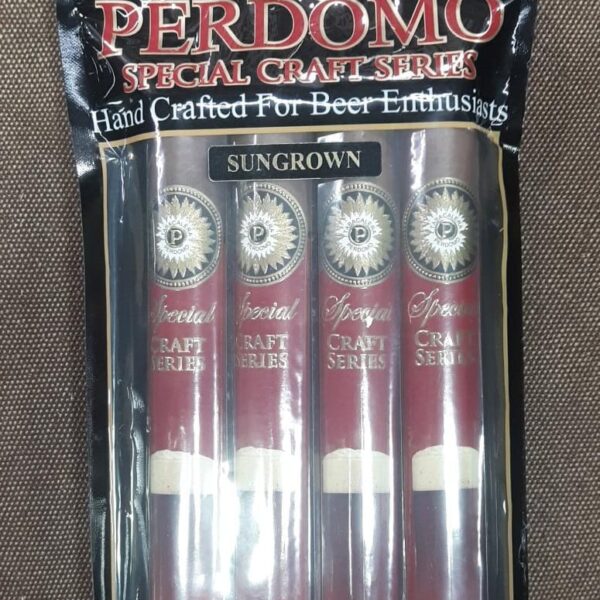 PERDOMO
SPECIAL CRAFT SERIES
Hand Crafted For Beer Enthusiasts
SUNGROWN
P
P
P
P
Special
CRAFT
SERIES
Special
CRAFT
SERIES
Special
CRAFT
SERIES
Special
CRAFT
SERIES